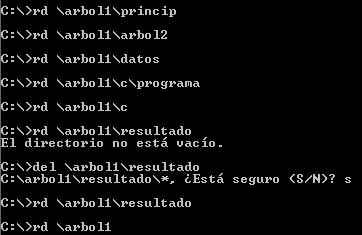 C:\>rd \arbol1\princip
C:\>rd \arbol1\arbol2
C:\>rd \arbol1\datos
C:\>rd \arbol1\c\programa
C:\>rd \arbol1\c
C:\>rd \arbol1\resultado
El directorio no está vacío.
C:\>del \arbol1\resultado
C:\arbol1\resultado\*, ¿Está seguro (S/N)? s
C:\>rd \arbol1\resultado
C:\>rd \arbol1